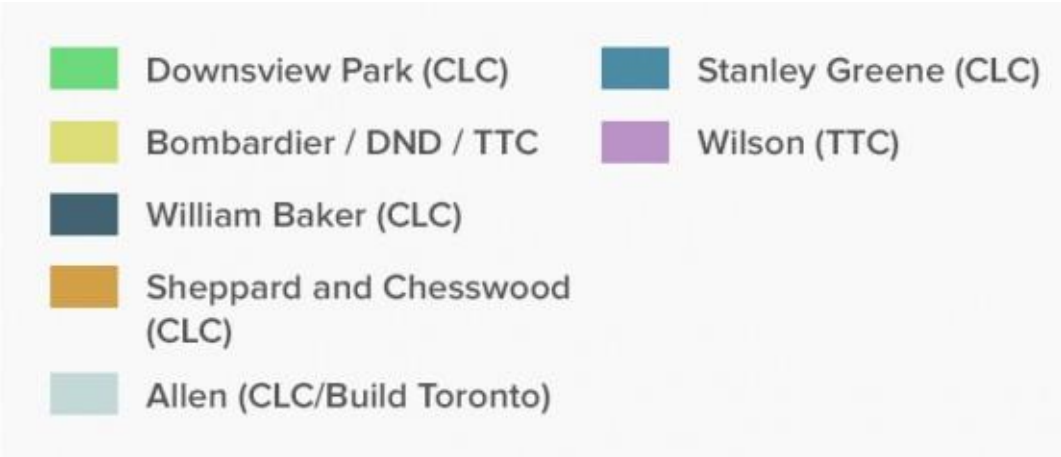 Downsview Park (CLC)
Bombardier / DND / TTC
William Baker (CLC)
Sheppard and Chesswood
(CLC)
Allen (CLC/Build Toronto)
Stanley Greene (CLC)
Wilson (TTC)